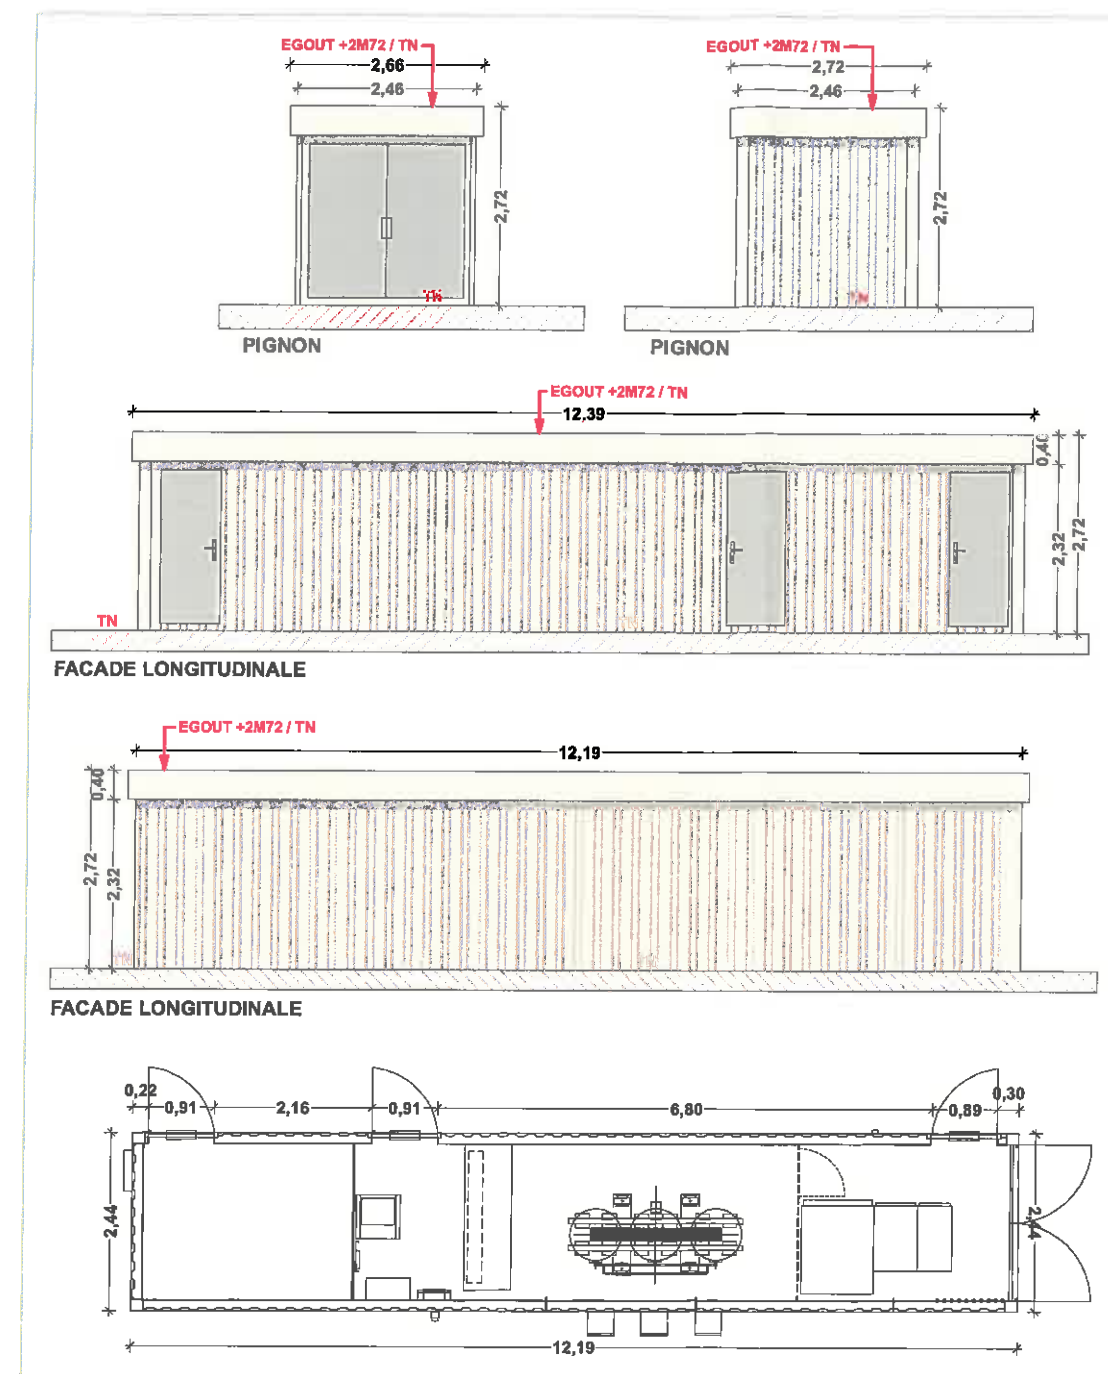 EGOUT +2M72 / TN
2,66
2,46
2,72
TN
PIGNON
EGOUT +2M72 / TN
2,72
2,46
2,72
TN
PIGNON
EGOUT +2M72 / TN
12,39
0,40
2,32
2,72
TN
FACADE LONGITUDINALE
EGOUT +2M72 / TN
12,19
0,40
2,72
2,32
TN
FACADE LONGITUDINALE
0,22
0,91
2,16
0,91
6,80
0,89
0,30
2,44
2,44
12,19